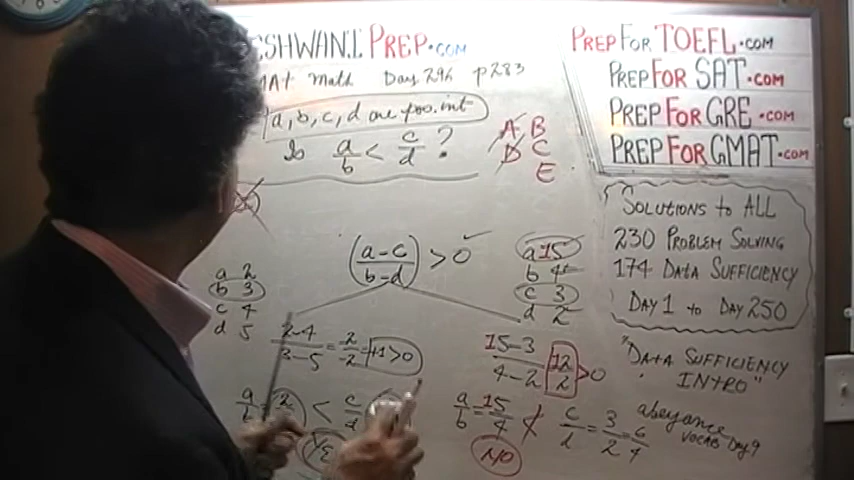 ESHWANI PREP.COM
MAT Math Day 296 p283
a, b, c, d are pos. int
Is a/b < c/d ?
A B
D C
E
(a-c)/(b-d) > 0
a 2
b 3
c 4
d 5
2-4/3-5 = 2/-2 = +1 > 0
a/b = 2 < c/d
YE
a 15
b 4
c 3
d 2
15-3/4-2 12/2 > 0
a/b = 15/4 < c/d = 3/2 = 6/4
NO
PREP FOR TOEFL.COM
PREP FOR SAT.COM
PREP FOR GRE.COM
PREP FOR GMAT.COM
SOLUTIONS TO ALL
230 PROBLEM SOLVING
174 DATA SUFFICIENCY
DAY 1 to DAY 250
"DATA SUFFICIENCY
INTRO"
abeyance
VOCAB Day 9